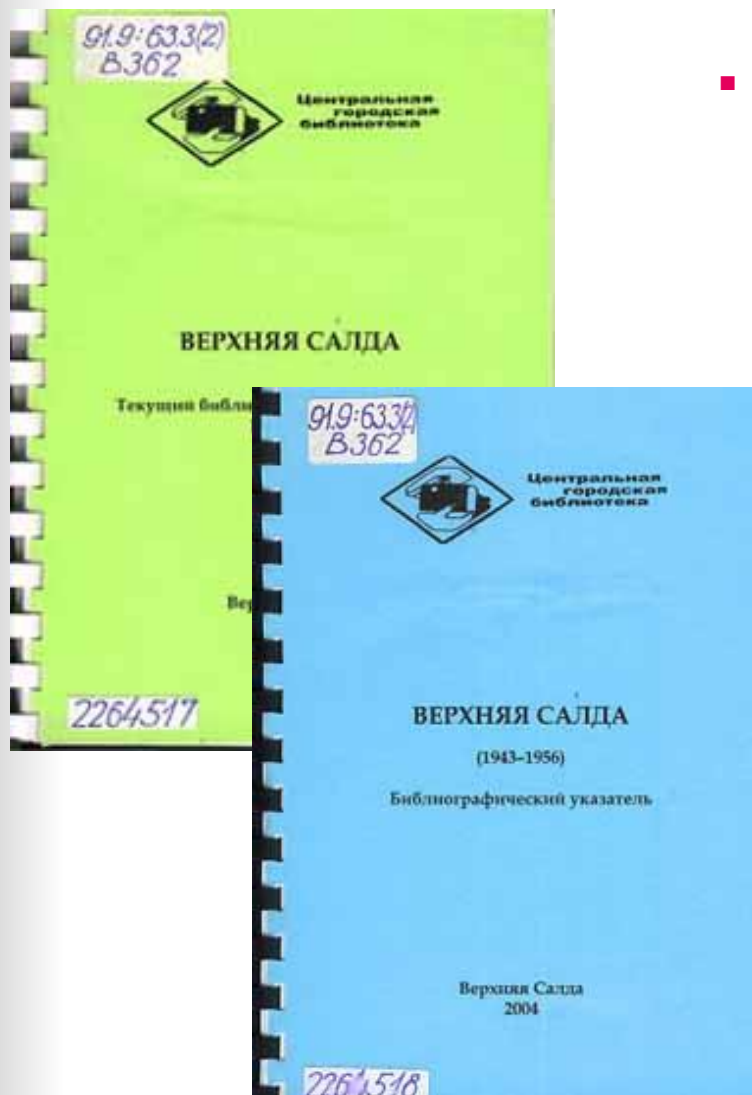 91.9:63.3(2)
В362
Центральная
городская
библиотека
ВЕРХНЯЯ САЛДА
Текущий
2264517
91.9:63.3(2)
В362
Центральная
городская
библиотека
ВЕРХНЯЯ САЛДА
(1943–1956)
Библиографический указатель
Верхняя Салда
2004
2264518